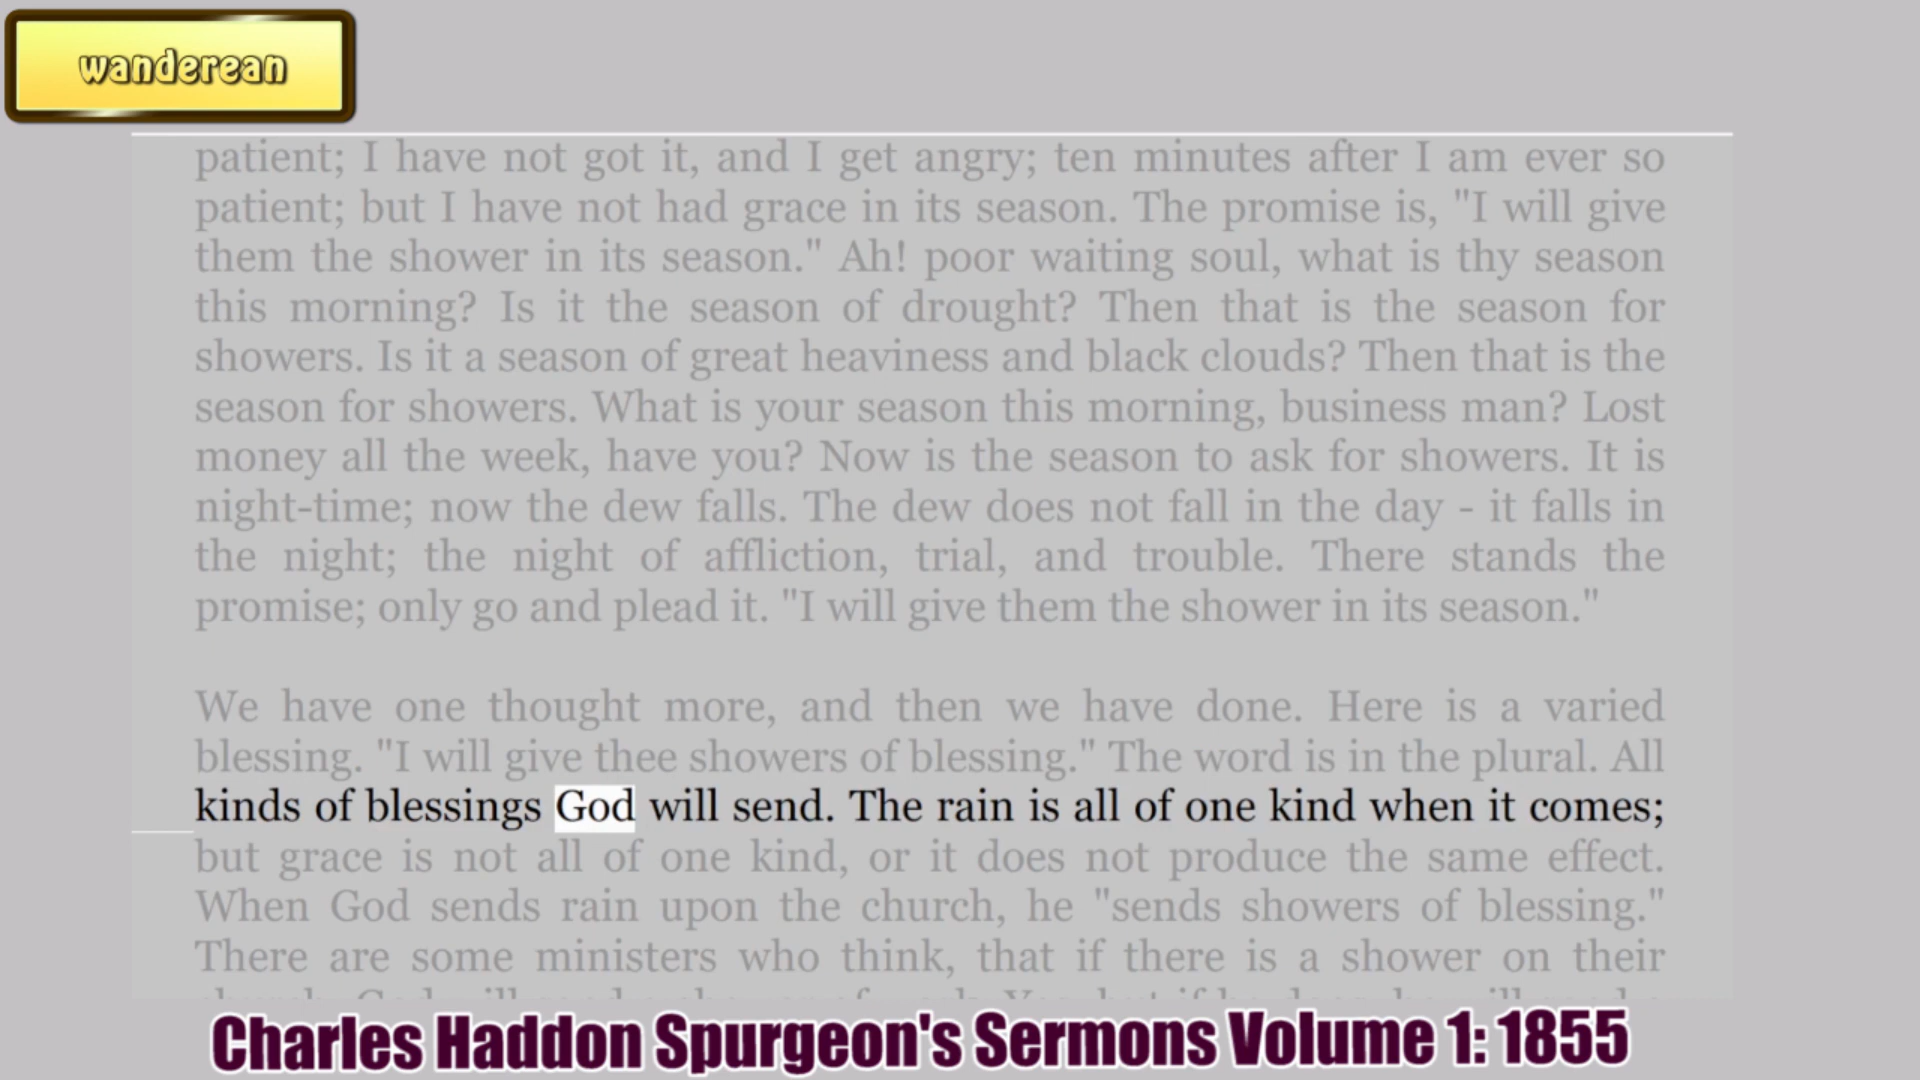 wanderean
patient; I have not got it, and I get angry; ten minutes after I am ever so
patient; but I have not had grace in its season. The promise is, "I will give
them the shower in its season." Ah! poor waiting soul, what is thy season
this morning? Is it the season of drought? Then that is the season for
showers. Is it a season of great heaviness and black clouds? Then that is the
season for showers. What is your season this morning, business man? Lost
money all the week, have you? Now is the season to ask for showers. It is
night-time; now the dew falls. The dew does not fall in the day - it falls in
the night; the night of affliction, trial, and trouble. There stands the
promise; only go and plead it. "I will give them the shower in its season."
We have one thought more, and then we have done. Here is a varied
blessing. "I will give thee showers of blessing." The word is in the plural. All
kinds of blessings God will send. The rain is all of one kind when it comes;
but grace is not all of one kind, or it does not produce the same effect.
When God sends rain upon the church, he "sends showers of blessing."
There are some ministers who think, that if there is a shower on their
Charles Haddon Spurgeon's Sermons Volume 1: 1855